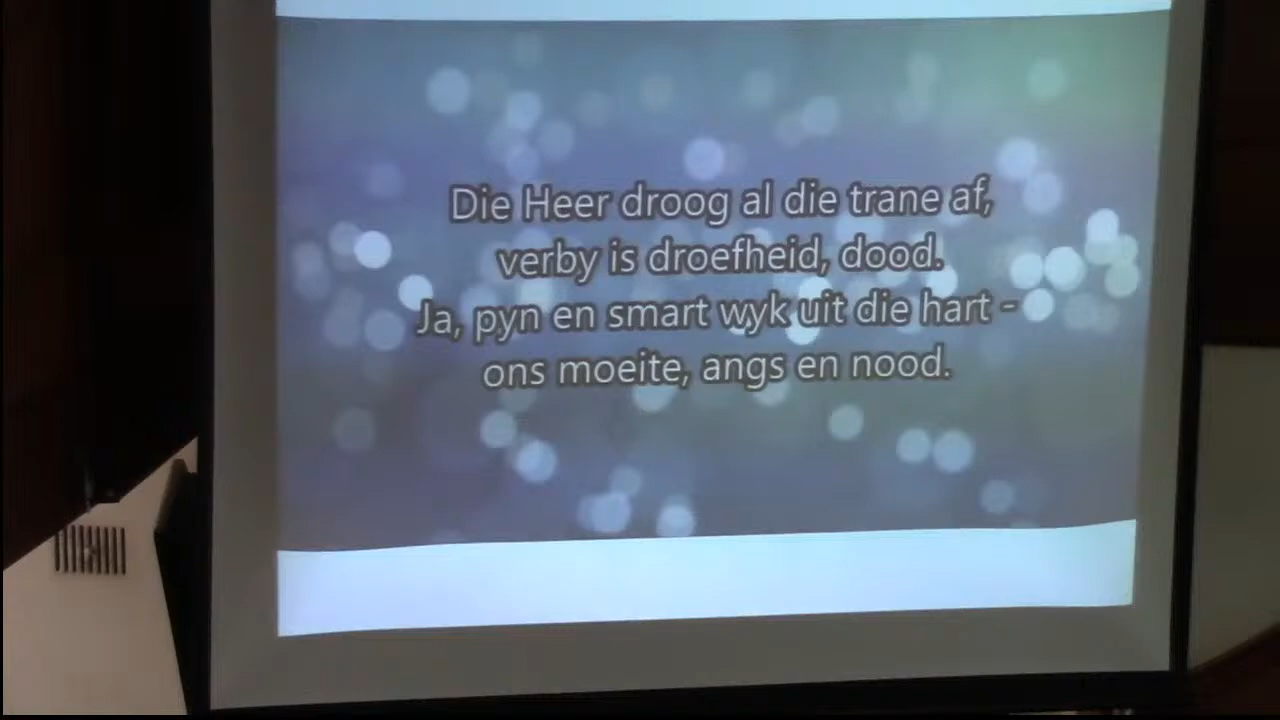 Die Heer droog al die trane af,
verby is droefheid, dood.
Ja, pyn en smart wyk uit die hart -
ons moeite, angs en nood.